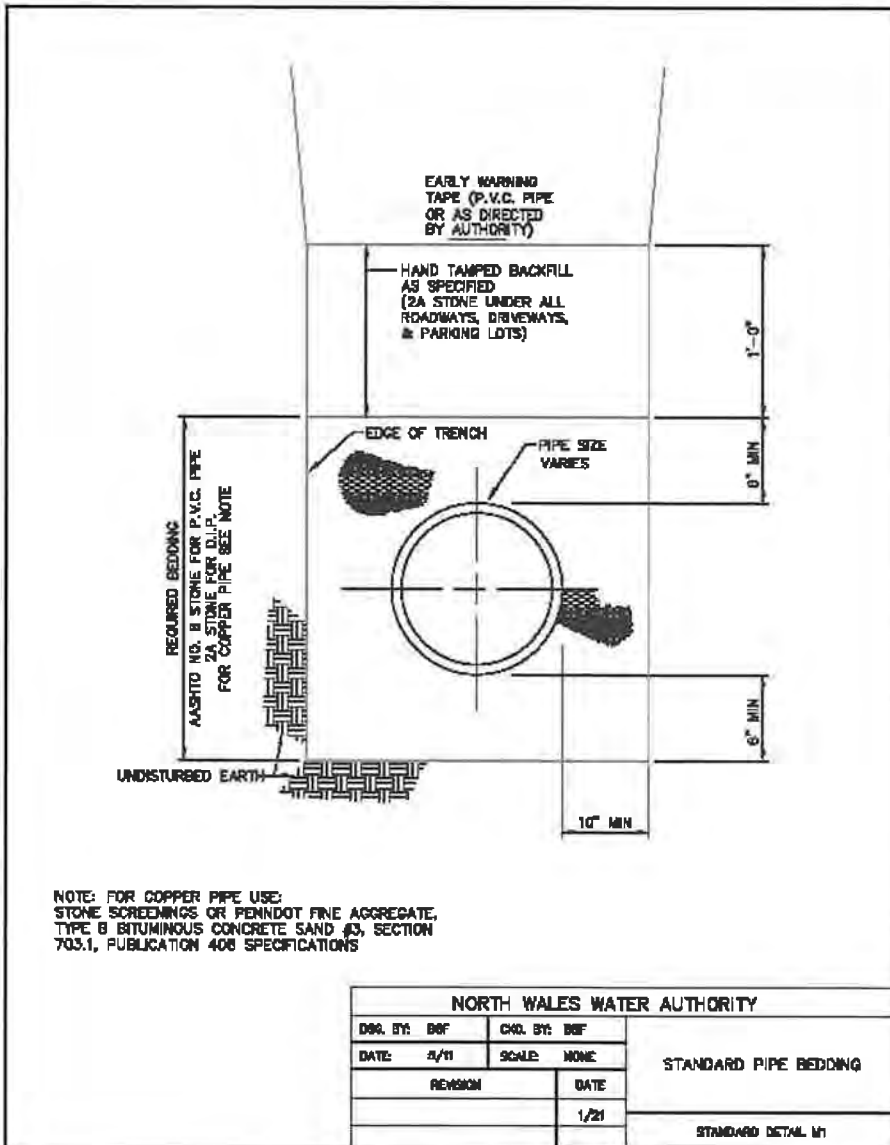 EARLY WARNING
TAPE (P.V.C. PIPE
OR AS DIRECTED
BY AUTHORITY)
HAND TAMPED BACKFILL
AS SPECIFIED
(2A STONE UNDER ALL
ROADWAYS, DRIVEWAYS,
& PARKING LOTS)
1'-0"
EDGE OF TRENCH
PIPE SIZE
VARIES
MIN
REQUIRED BEDDING
AASHTO NO. 8 STONE FOR P.V.C. PIPE
2A STONE FOR D.I.P.
FOR COPPER PIPE SEE NOTE
6" MIN
UNDISTURBED EARTH
10" MIN
NOTE: FOR COPPER PIPE USE:
STONE SCREENINGS OR PENNDOT FINE AGGREGATE,
TYPE B BITUMINOUS CONCRETE SAND #3, SECTION
703.1, PUBLICATION 408 SPECIFICATIONS
NORTH WALES WATER AUTHORITY
BY: CKD. BY:
DATE: SCALE: NONE
STANDARD PIPE BEDDING
REVISION DATE
1/21
STANDARD DETAIL M1